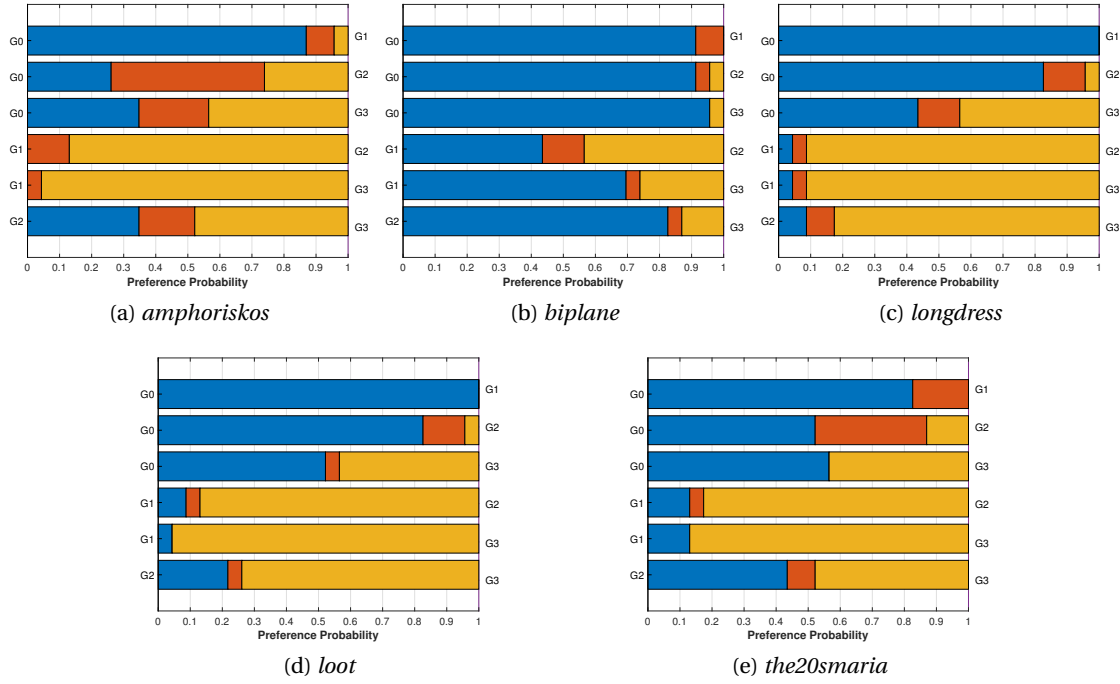 G0 G1
G0 G2
G0 G3
G1 G2
G1 G3
G2 G3
0 0.1 0.2 0.3 0.4 0.5 0.6 0.7 0.8 0.9 1
Preference Probability
(a) amphoriskos
G0 G1
G0 G2
G0 G3
G1 G2
G1 G3
G2 G3
0 0.1 0.2 0.3 0.4 0.5 0.6 0.7 0.8 0.9 1
Preference Probability
(b) biplane
G0 G1
G0 G2
G0 G3
G1 G2
G1 G3
G2 G3
0 0.1 0.2 0.3 0.4 0.5 0.6 0.7 0.8 0.9 1
Preference Probability
(c) longdress
G0 G1
G0 G2
G0 G3
G1 G2
G1 G3
G2 G3
0 0.1 0.2 0.3 0.4 0.5 0.6 0.7 0.8 0.9 1
Preference Probability
(d) loot
G0 G1
G0 G2
G0 G3
G1 G2
G1 G3
G2 G3
0 0.1 0.2 0.3 0.4 0.5 0.6 0.7 0.8 0.9 1
Preference Probability
(e) the20smaria